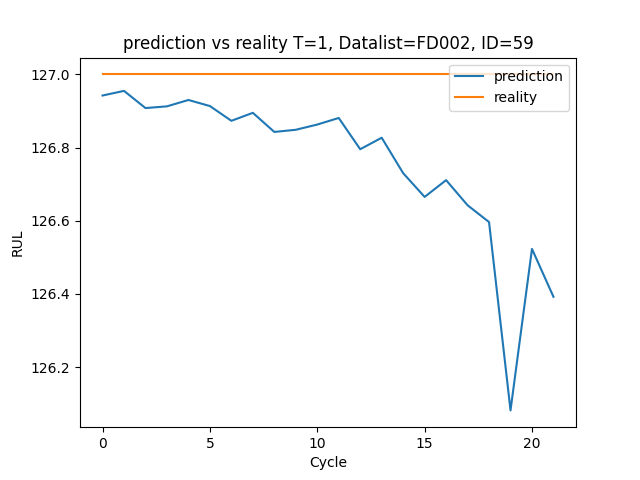 prediction vs reality T=1, Datalist=FD002, ID=59
prediction
reality
127.0
126.8
126.6
126.4
126.2
RUL
0 5 10 15 20
Cycle